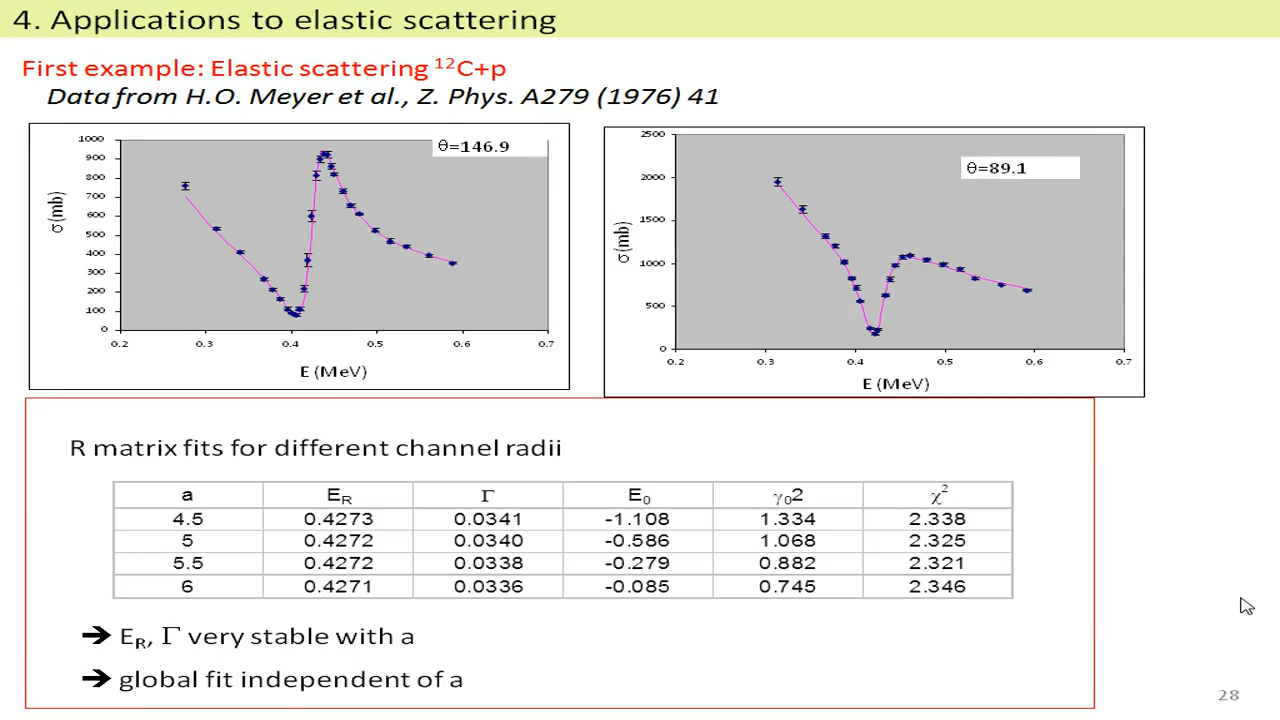 4. Applications to elastic scattering
First example: Elastic scattering ¹²C+p
Data from H.O. Meyer et al., Z. Phys. A279 (1976) 41
θ=146.9
1000
900
800
700
600
500
400
300
200
100
0
σ(mb)
0.2 0.3 0.4 0.5 0.6 0.7
E (MeV)
θ=89.1
2500
2000
1500
1000
500
0
σ(mb)
0.2 0.3 0.4 0.5 0.6 0.7
E (MeV)
R matrix fits for different channel radii
a E_R Γ E₀ γ₀2 χ²
4.5 0.4273 0.0341 -1.108 1.334 2.338
5 0.4272 0.0340 -0.586 1.068 2.325
5.5 0.4272 0.0338 -0.279 0.882 2.321
6 0.4271 0.0336 -0.085 0.745 2.346
➔ E_R, Γ very stable with a
➔ global fit independent of a
28